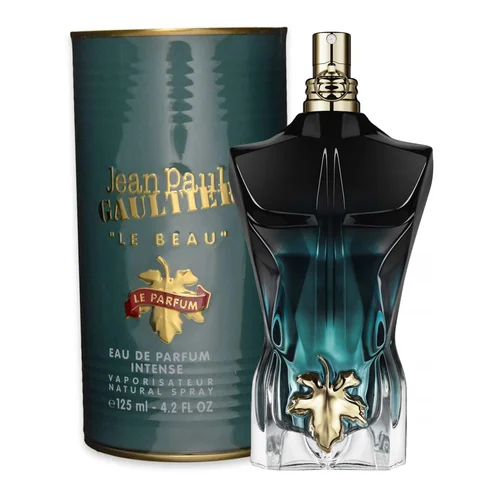 Jean Paul
GAULTIER
"LE BEAU"
LE PARFUM
EAU DE PARFUM
INTENSE
VAPORISATEUR
NATURAL SPRAY
℮125 ml - 4.2 FL OZ